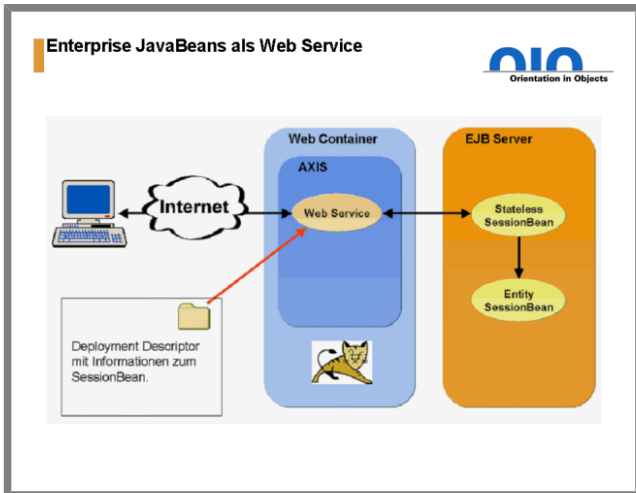 Enterprise JavaBeans als Web Service
OIO
Orientation in Objects
Web Container
EJB Server
AXIS
Internet
Web Service
Stateless
SessionBean
Entity
SessionBean
Deployment Descriptor
mit Informationen zum
SessionBean.